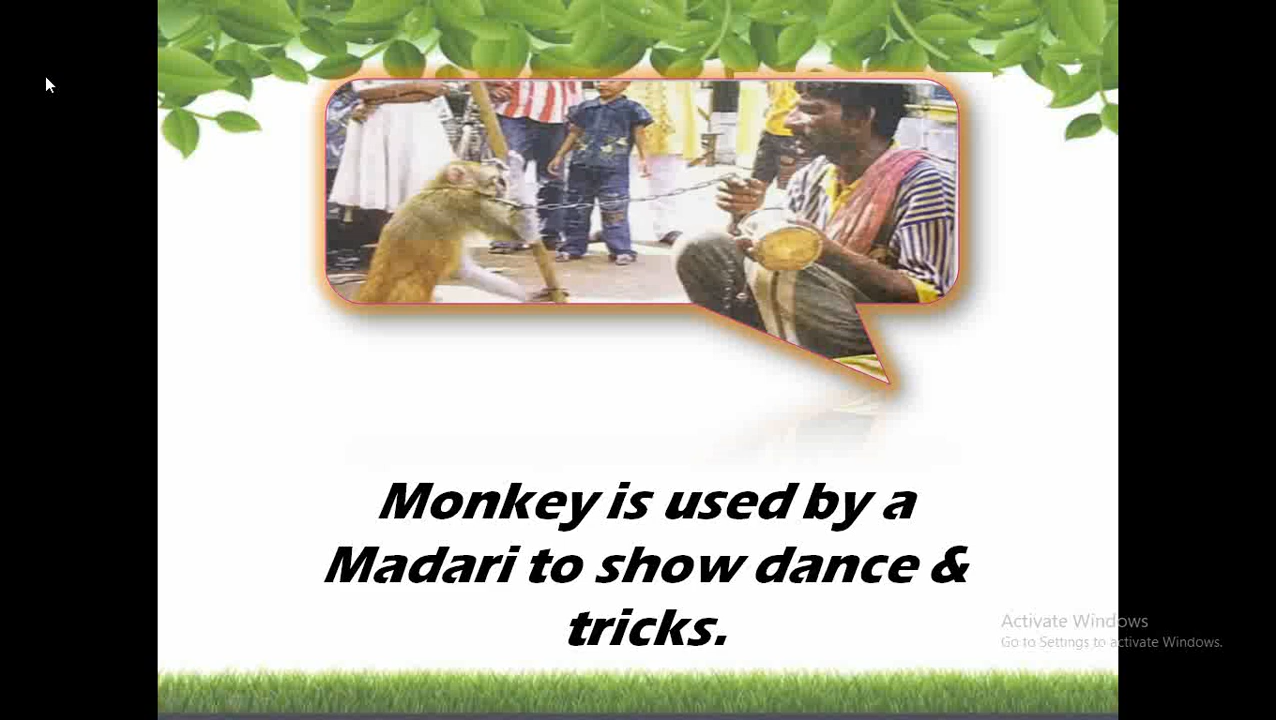 Monkey is used by a
Madari to show dance &
tricks.
Activate Windows
Go to Settings to activate Windows.